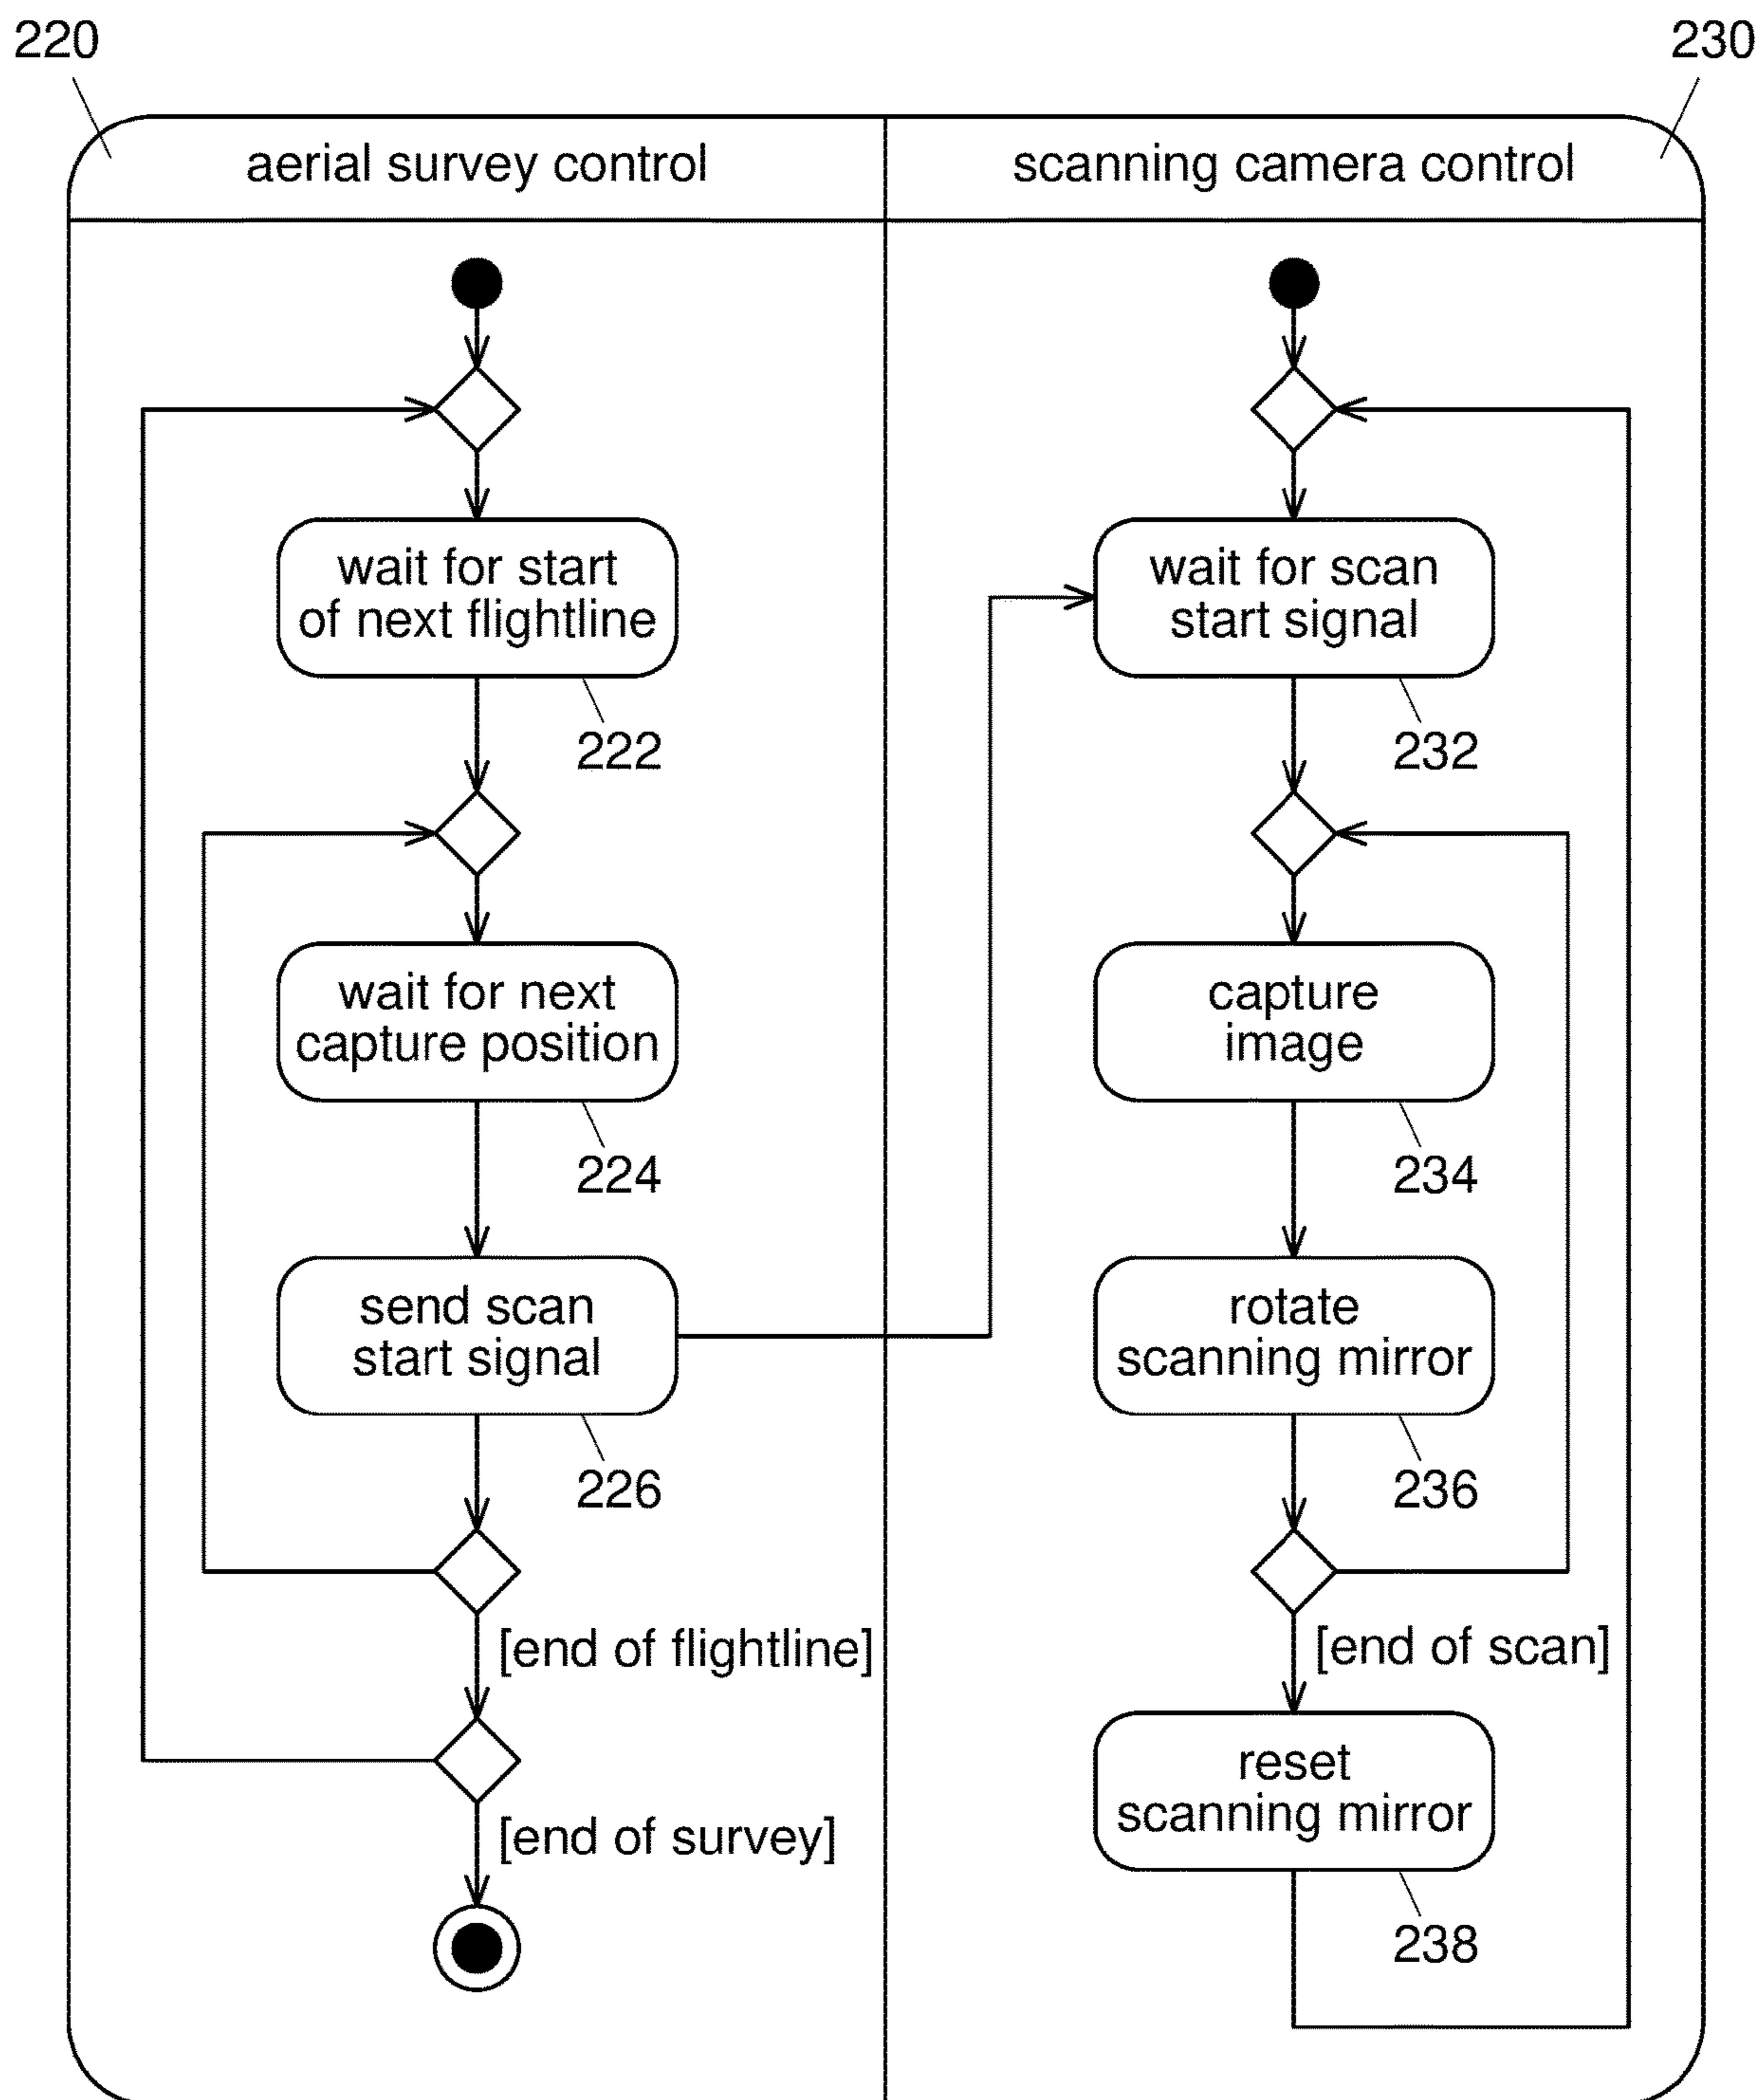 220
230
aerial survey control
scanning camera control
wait for start
of next flightline
222
wait for next
capture position
224
send scan
start signal
226
[end of flightline]
[end of survey]
wait for scan
start signal
232
capture
image
234
rotate
scanning mirror
236
[end of scan]
reset
scanning mirror
238